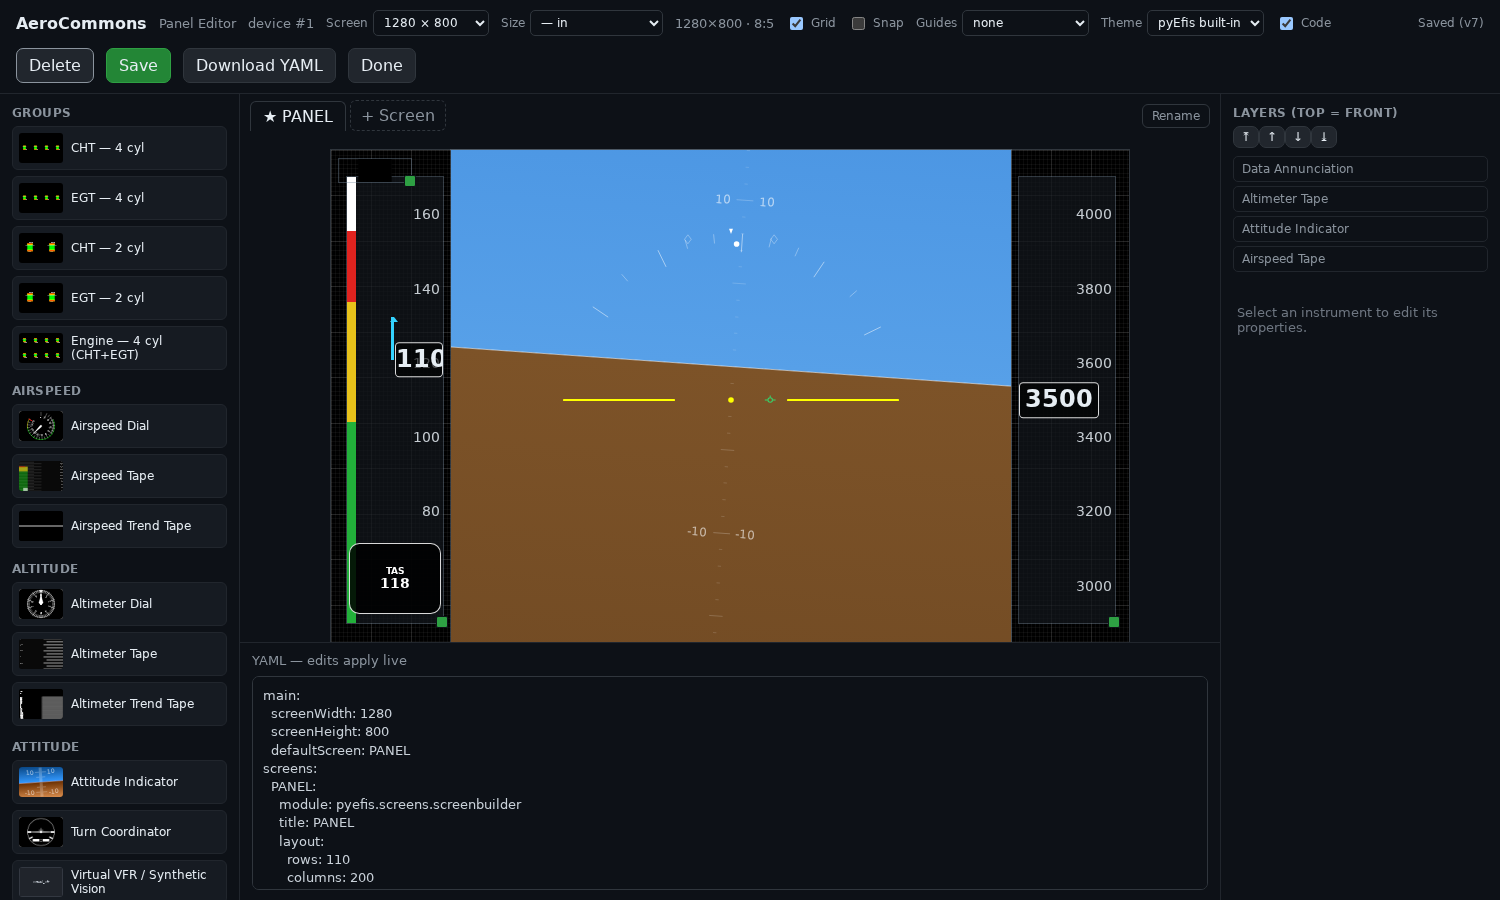 AeroCommons Panel Editor device #1 Screen 1280 × 800 Size — in 1280×800 · 8:5 Grid Snap Guides none Theme pyEfis built-in Code Saved (v7)
Delete Save Download YAML Done
GROUPS
CHT — 4 cyl
EGT — 4 cyl
CHT — 2 cyl
EGT — 2 cyl
Engine — 4 cyl
(CHT+EGT)
AIRSPEED
Airspeed Dial
Airspeed Tape
Airspeed Trend Tape
ALTITUDE
Altimeter Dial
Altimeter Tape
Altimeter Trend Tape
ATTITUDE
Attitude Indicator
Turn Coordinator
Virtual VFR / Synthetic
Vision
★ PANEL + Screen Rename
160
140
110
100
80
TAS
118
10 10
-10 -10
4000
3800
3600
3500
3400
3200
3000
YAML — edits apply live
main:
screenWidth: 1280
screenHeight: 800
defaultScreen: PANEL
screens:
PANEL:
module: pyefis.screens.screenbuilder
title: PANEL
layout:
rows: 110
columns: 200
LAYERS (TOP = FRONT)
⤒ ↑ ↓ ⤓
Data Annunciation
Altimeter Tape
Attitude Indicator
Airspeed Tape
Select an instrument to edit its
properties.